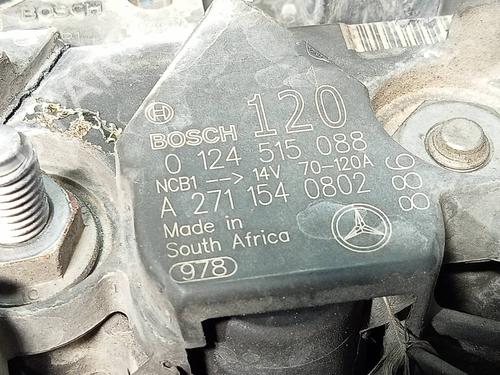 BOSCH
120
BOSCH
0 124 515 088
NCB1 → 14V 70-120A
A 271 154 0802
Made in
South Africa
978
886